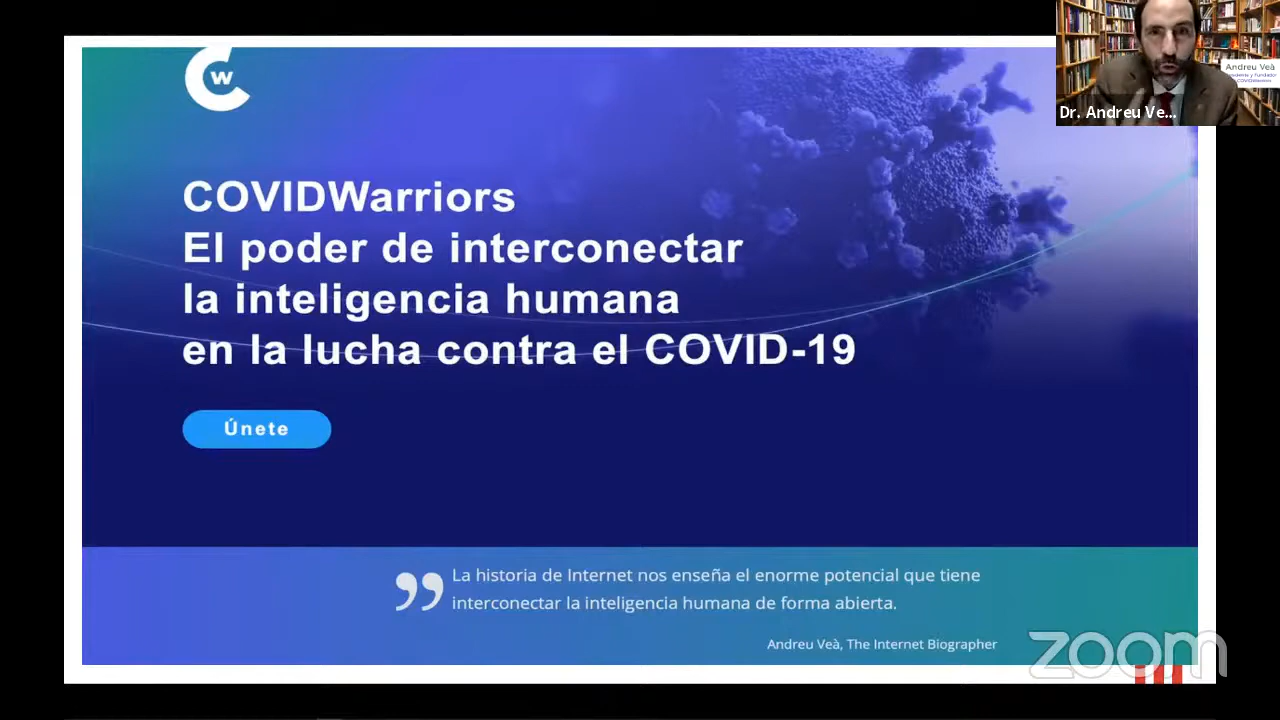 W
COVIDWarriors
El poder de interconectar
la inteligencia humana
en la lucha contra el COVID-19
Únete
La historia de Internet nos enseña el enorme potencial que tiene
interconectar la inteligencia humana de forma abierta.
Andreu Veà, The Internet Biographer
Andreu Veà
Dr. Andreu Ve...
zoom